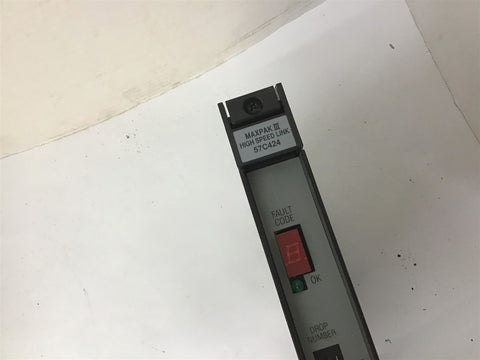 MAXPAK III
HIGH SPEED LINK
57C424
FAULT
CODE
OK
DROP
NUMBER